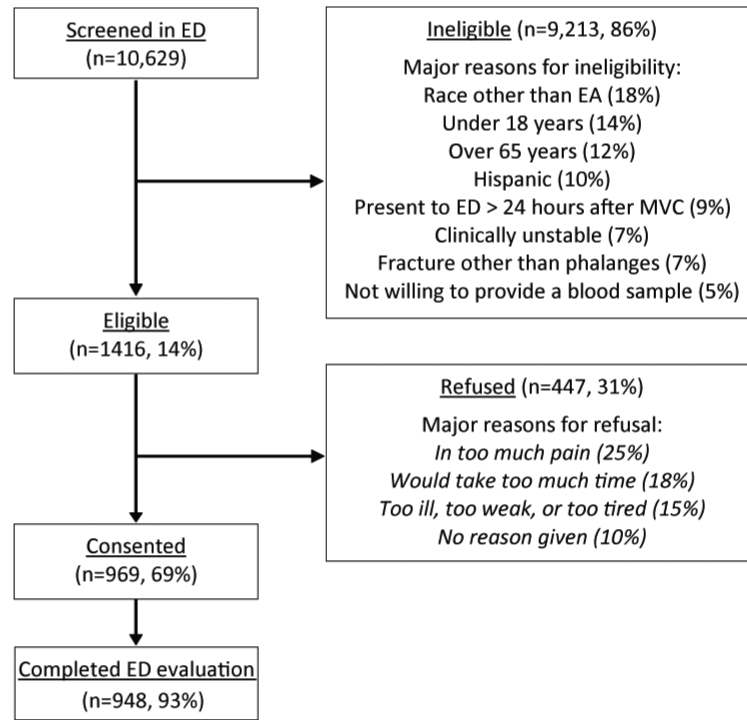 Screened in ED
(n=10,629)
Ineligible (n=9,213, 86%)
Major reasons for ineligibility:
Race other than EA (18%)
Under 18 years (14%)
Over 65 years (12%)
Hispanic (10%)
Present to ED > 24 hours after MVC (9%)
Clinically unstable (7%)
Fracture other than phalanges (7%)
Not willing to provide a blood sample (5%)
Eligible
(n=1416, 14%)
Refused (n=447, 31%)
Major reasons for refusal:
In too much pain (25%)
Would take too much time (18%)
Too ill, too weak, or too tired (15%)
No reason given (10%)
Consented
(n=969, 69%)
Completed ED evaluation
(n=948, 93%)